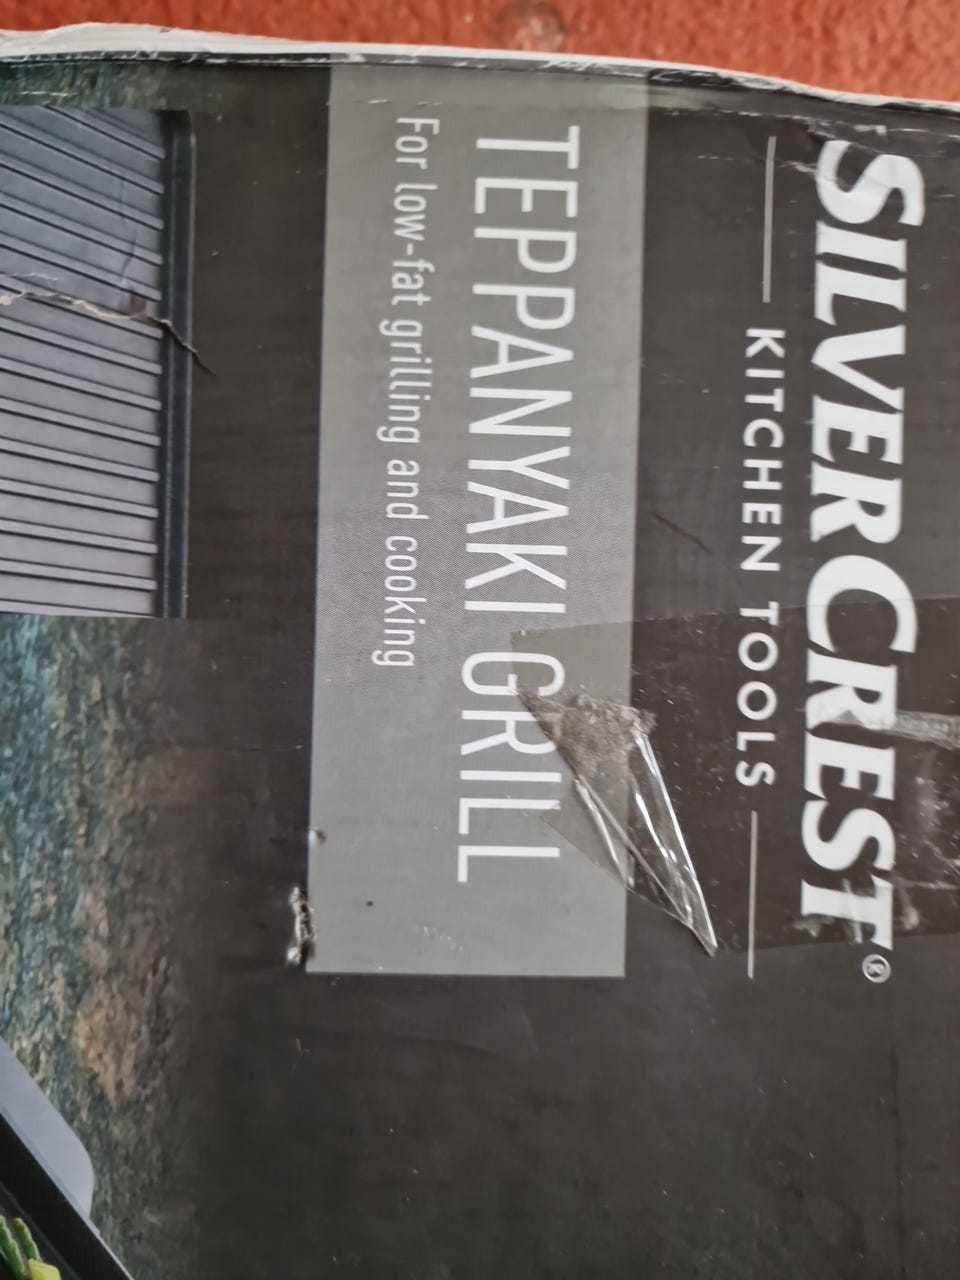 SILVERCREST®
KITCHEN TOOLS
TEPPANYAKI GRILL
For low-fat grilling and cooking